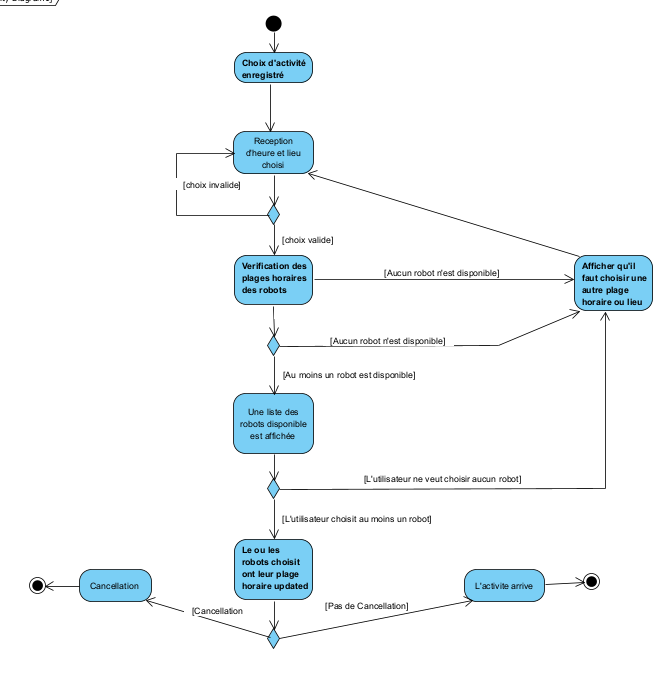 Choix d'activité
enregistré
Reception
d'heure et lieu
choisi
[choix invalide]
[choix valide]
Verification des
plages horaires
des robots
[Aucun robot n'est disponible]
Afficher qu'il
faut choisir une
autre plage
horaire ou lieu
[Aucun robot n'est disponible]
[Au moins un robot est disponible]
Une liste des
robots disponible
est affichée
[L'utilisateur ne veut choisir aucun robot]
[L'utilisateur choisit au moins un robot]
Le ou les
robots choisit
ont leur plage
horaire updated
Cancellation
L'activite arrive
[Cancellation
[Pas de Cancellation]